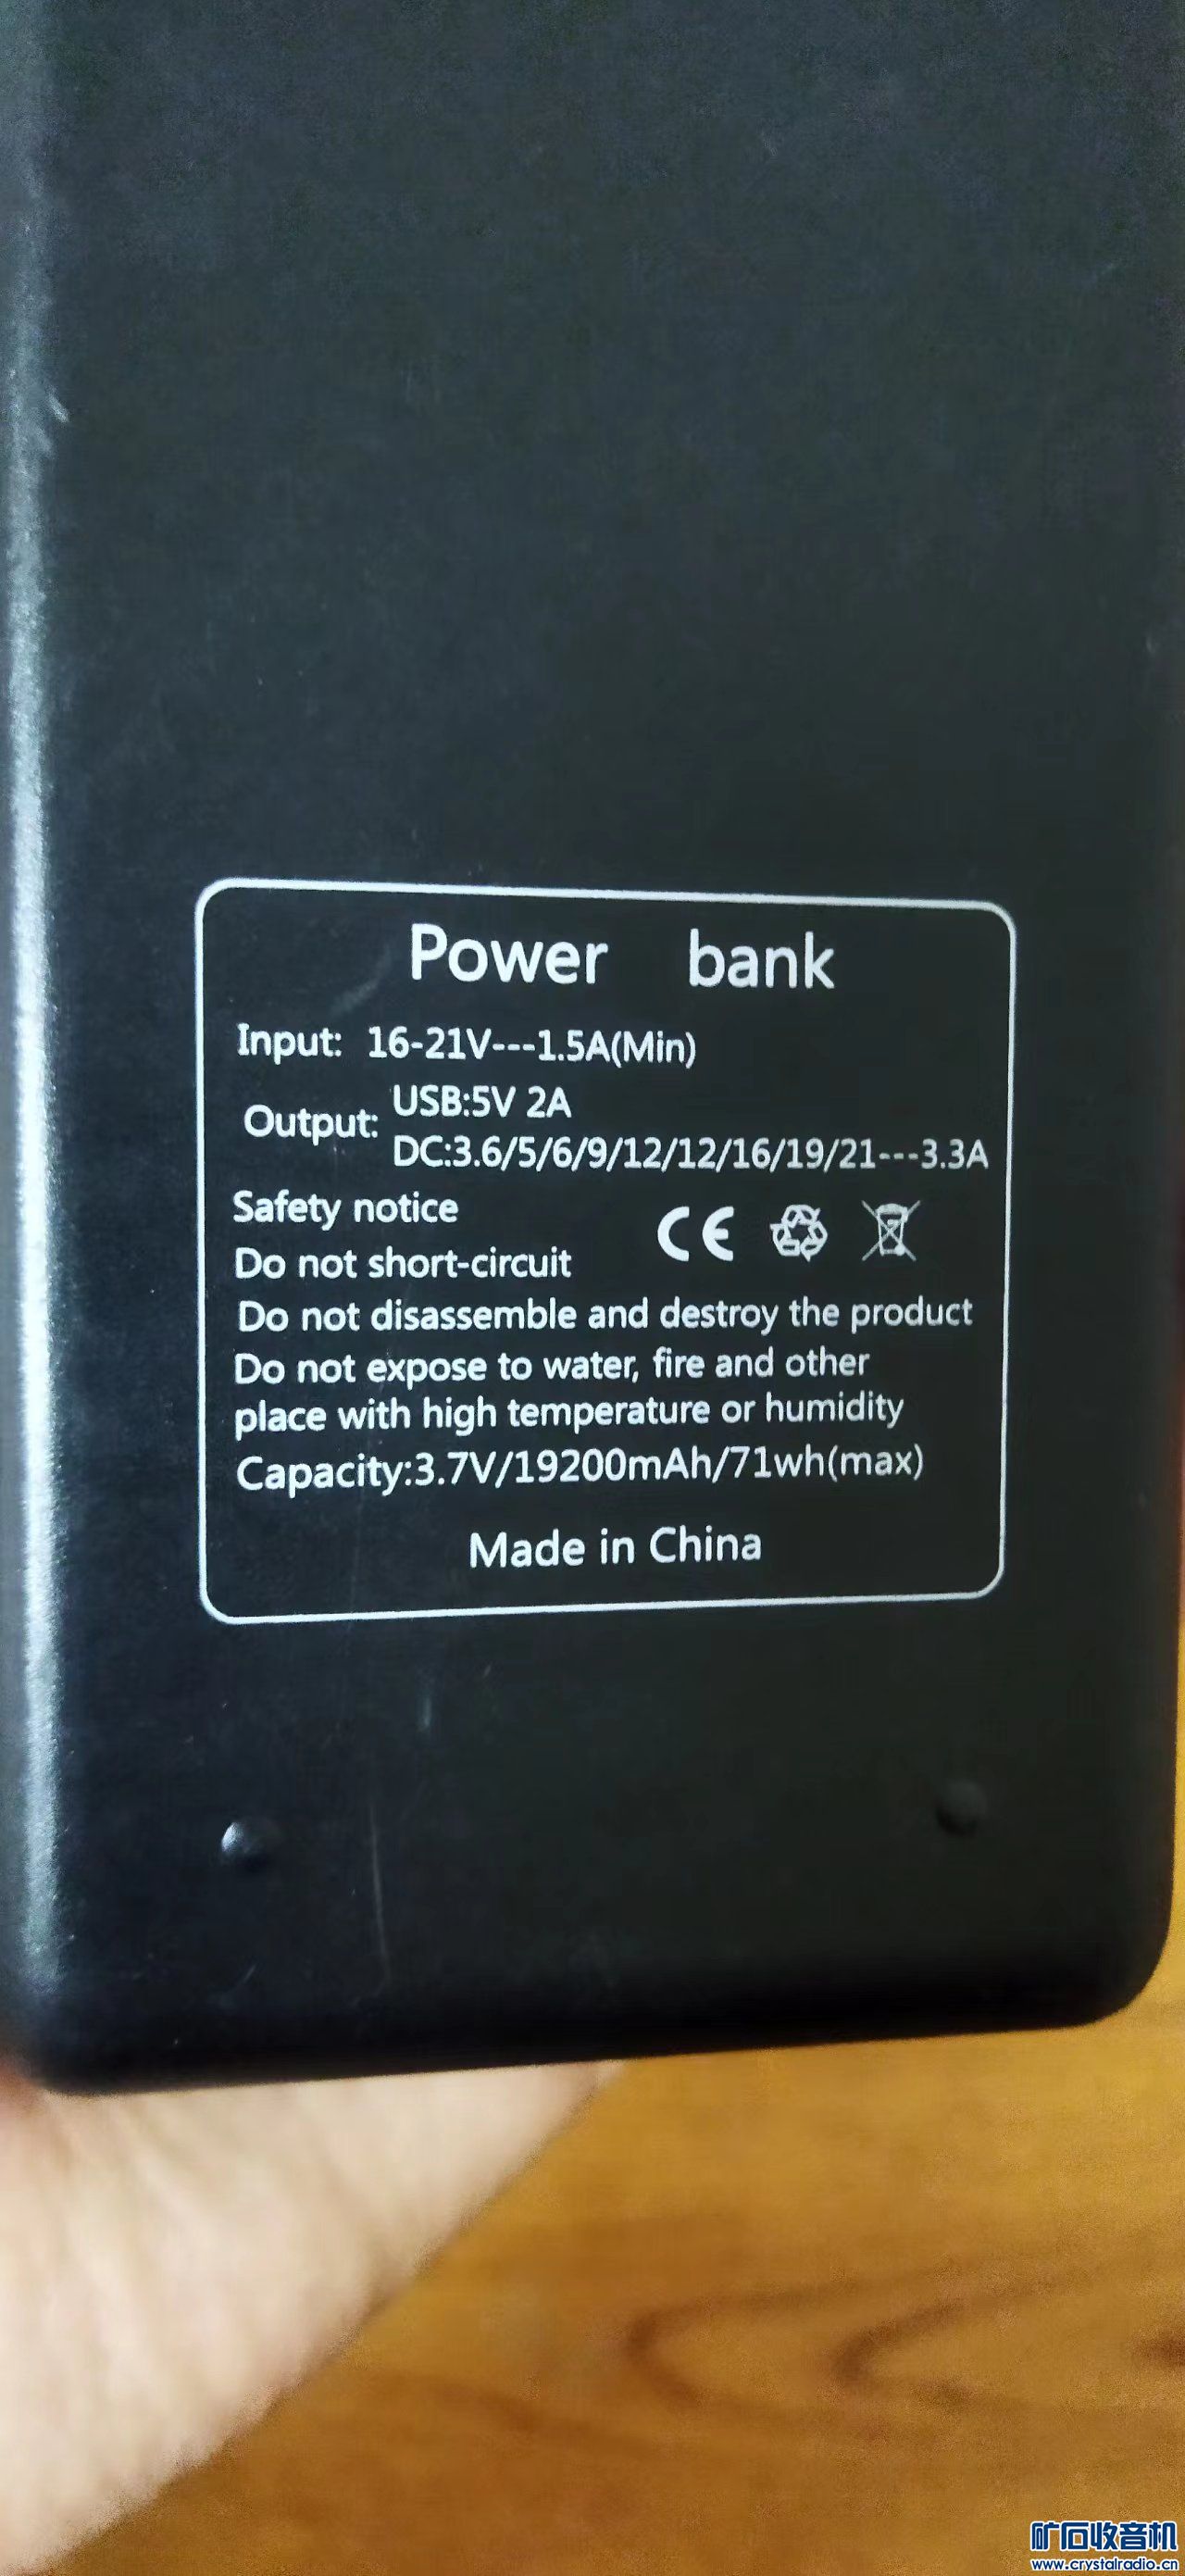 Power bank
Input: 16-21V---1.5A(Min)
Output: USB:5V 2A
DC:3.6/5/6/9/12/12/16/19/21---3.3A
Safety notice
CE
Do not short-circuit
Do not disassemble and destroy the product
Do not expose to water, fire and other
place with high temperature or humidity
Capacity:3.7V/19200mAh/71wh(max)
Made in China
矿石收音机
www.crystalradio.cn